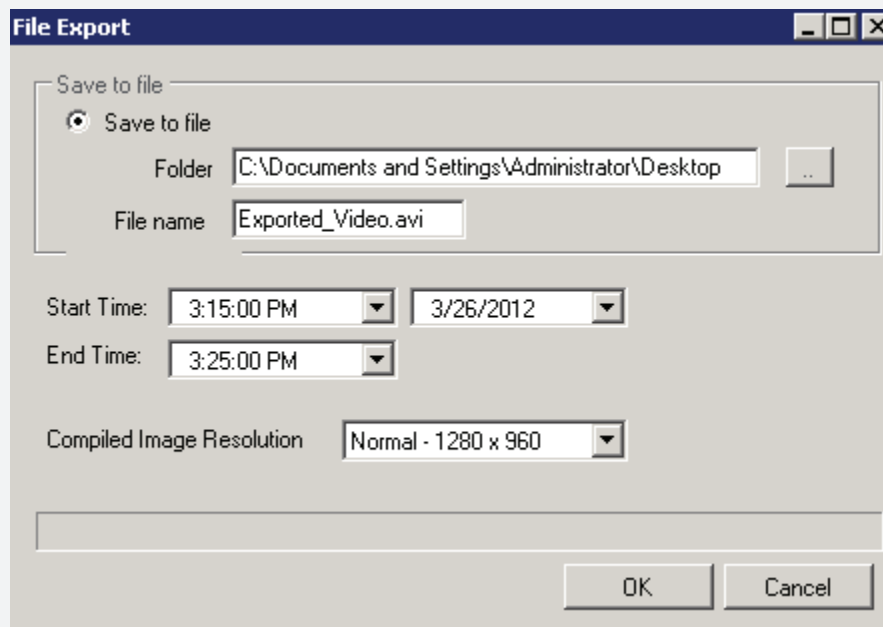 File Export
Save to file
Save to file
Folder C:\Documents and Settings\Administrator\Desktop ..
File name Exported_Video.avi
Start Time: 3:15:00 PM 3/26/2012
End Time: 3:25:00 PM
Compiled Image Resolution Normal - 1280 x 960
OK Cancel